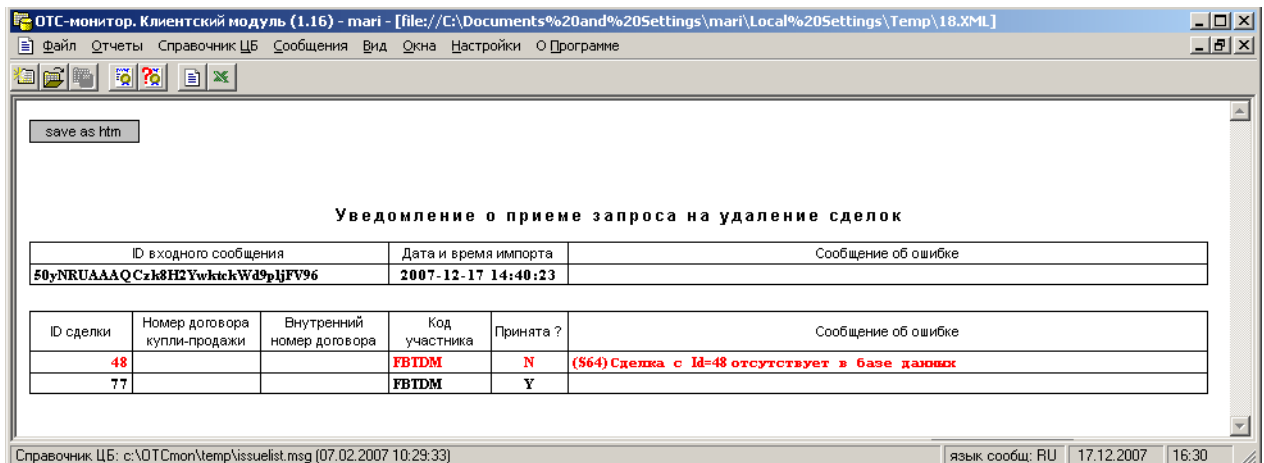 ОТС-монитор. Клиентский модуль (1.16) - mari - [file://C:\Documents%20and%20Settings\mari\Local%20Settings\Temp\18.XML]
Файл Отчеты Справочник ЦБ Сообщения Вид Окна Настройки О Программе
save as htm
Уведомление о приеме запроса на удаление сделок
ID входного сообщения Дата и время импорта Сообщение об ошибке
50yNRUAAAQCzk8H2YwktckWd9pljFV96 2007-12-17 14:40:23
ID сделки Номер договора купли-продажи Внутренний номер договора Код участника Принята ? Сообщение об ошибке
48 FBTDM N (S64) Сделка с Id=48 отсутствует в базе данных
77 FBTDM Y
Справочник ЦБ: c:\OTCmon\temp\issuelist.msg (07.02.2007 10:29:33) язык сообщ: RU 17.12.2007 16:30